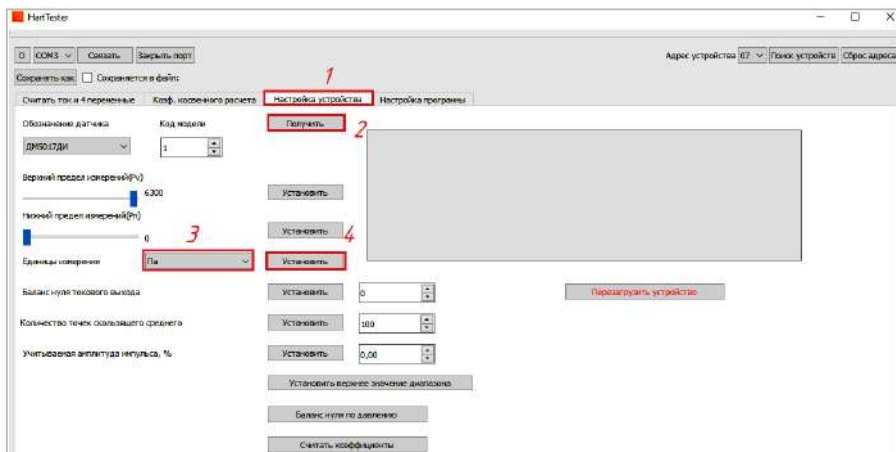 HartTester
О COM3 Связать Закрыть порт Адрес устройства 07 Поиск устройств Сброс адреса
Сохранять как Сохраняется в файл:
1
Считать ток и 4 переменные Коэф. косвенного расчета Настройка устройства Настройка программы
Обозначение датчика Код модели Получить 2
ДМ5017ДИ 1
Верхний предел измерений(Pv)
6300 Установить
Нижний предел измерений(Pn)
0 Установить
3 4
Единицы измерения Па Установить
Баланс нуля токового выхода Установить 0 Перезагрузить устройство
Количество точек скользящего среднего Установить 100
Учитываемая амплитуда импульса, % Установить 0,00
Установить верхнее значение диапазона
Баланс нуля по давлению
Считать коэффициенты